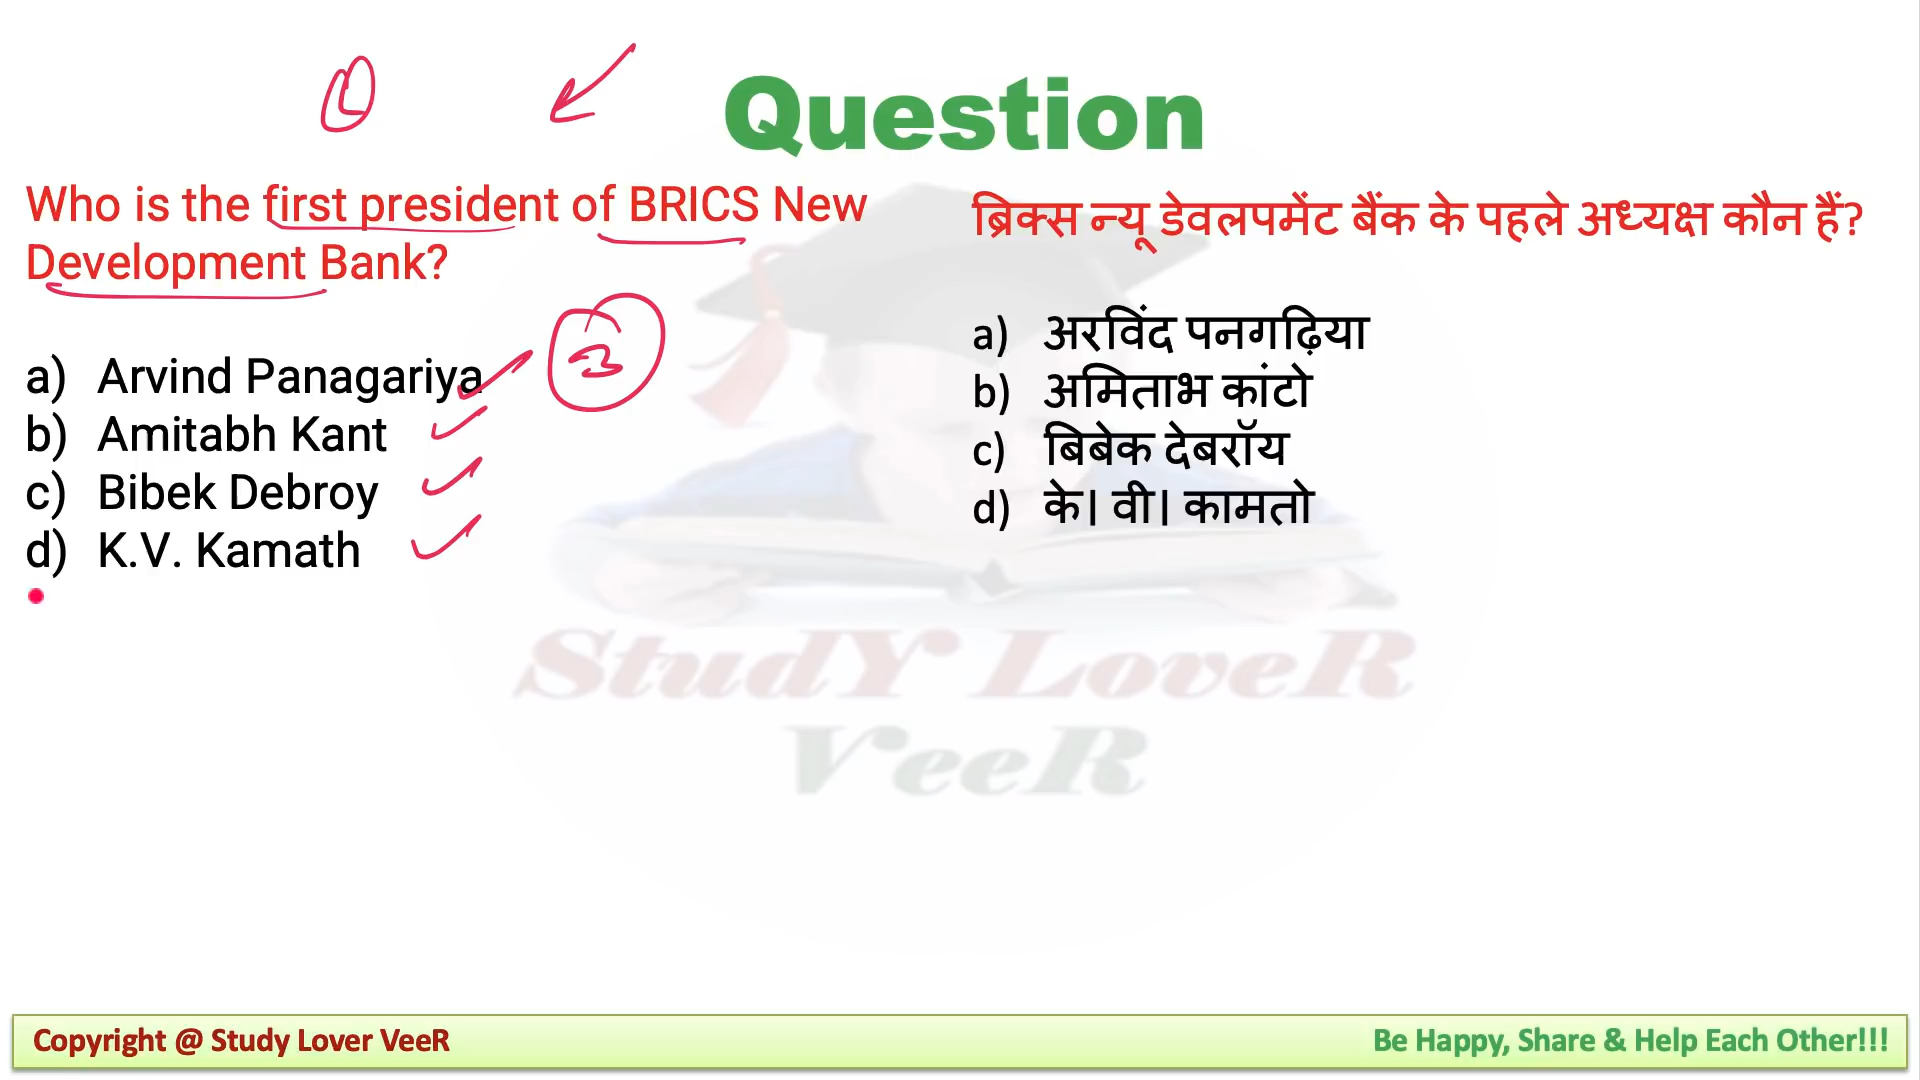 Question
Who is the first president of BRICS New
Development Bank?
a) Arvind Panagariya
b) Amitabh Kant
c) Bibek Debroy
d) K.V. Kamath
3
ब्रिक्स न्यू डेवलपमेंट बैंक के पहले अध्यक्ष कौन हैं?
a) अरविंद पनगढ़िया
b) अमिताभ कांटो
c) बिबेक देबरॉय
d) के। वी। कामतो
StudY LoveR
VeeR
Copyright @ Study Lover VeeR
Be Happy, Share & Help Each Other!!!